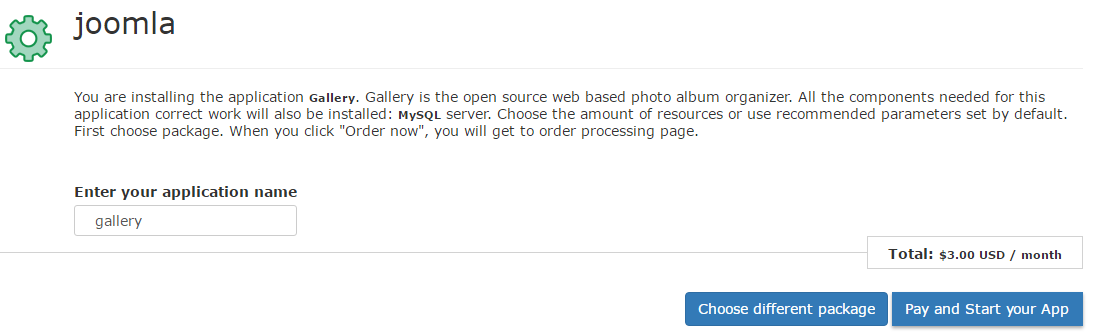 joomla
You are installing the application Gallery. Gallery is the open source web based photo album organizer. All the components needed for this
application correct work will also be installed: MySQL server. Choose the amount of resources or use recommended parameters set by default.
First choose package. When you click "Order now", you will get to order processing page.
Enter your application name
gallery
Total: $3.00 USD / month
Choose different package
Pay and Start your App